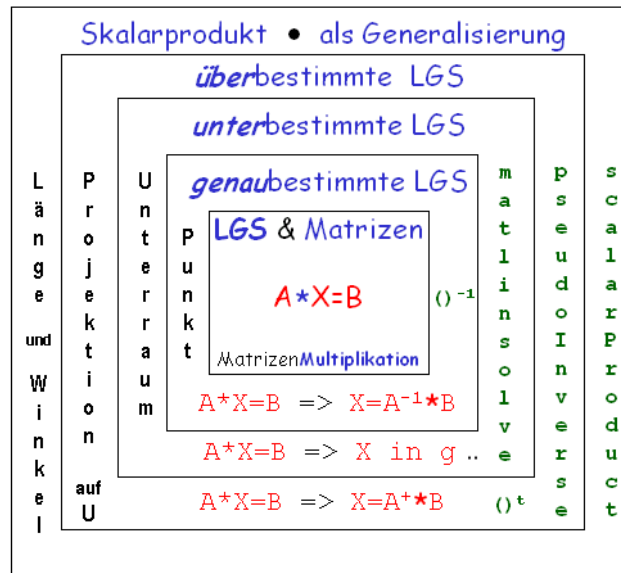 Skalarprodukt • als Generalisierung
überbestimmte LGS
unterbestimmte LGS
genaubestimmte LGS
LGS & Matrizen
A*X=B
MatrizenMultiplikation
A*X=B => X=A⁻¹*B
A*X=B => X in g ..
A*X=B => X=A⁺*B
Länge und Winkel
Projektion auf U
Unterraum
Punkt
()⁻¹
matlinsolve
()ᵗ
pseudoInverse
scalarProduct